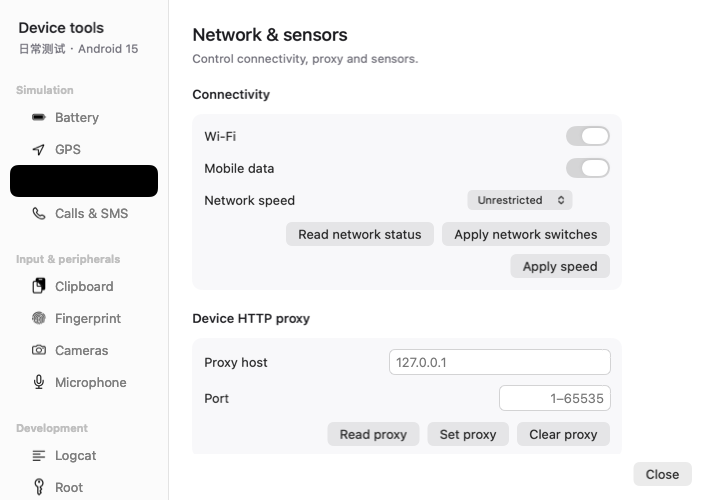 Device tools
日常测试 · Android 15
Simulation
Battery
GPS
Calls & SMS
Input & peripherals
Clipboard
Fingerprint
Cameras
Microphone
Development
Logcat
Root
Network & sensors
Control connectivity, proxy and sensors.
Connectivity
Wi-Fi
Mobile data
Network speed
Unrestricted
Read network status
Apply network switches
Apply speed
Device HTTP proxy
Proxy host
127.0.0.1
Port
1–65535
Read proxy
Set proxy
Clear proxy
Close